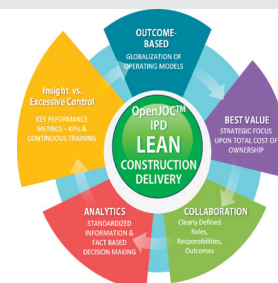 OUTCOME-
BASED
GLOBALIZATION OF
OPERATING MODELS
Insight vs.
Excessive Control
KEY PEFORMANCE
METRICS – KPIs &
CONTINUOUS TRAINING
OpenJOC™
IPD
LEAN
CONSTRUCTION
DELIVERY
BEST VALUE
STRATEGIC FOCUS
UPON TOTAL COST OF
OWNERSHIP
ANALYTICS
STANDARDIZED
INFORMATION &
FACT BASED
DECISION MAKING
COLLABORATION
Clearly Defined
Roles,
Responsibilities,
Outcomes